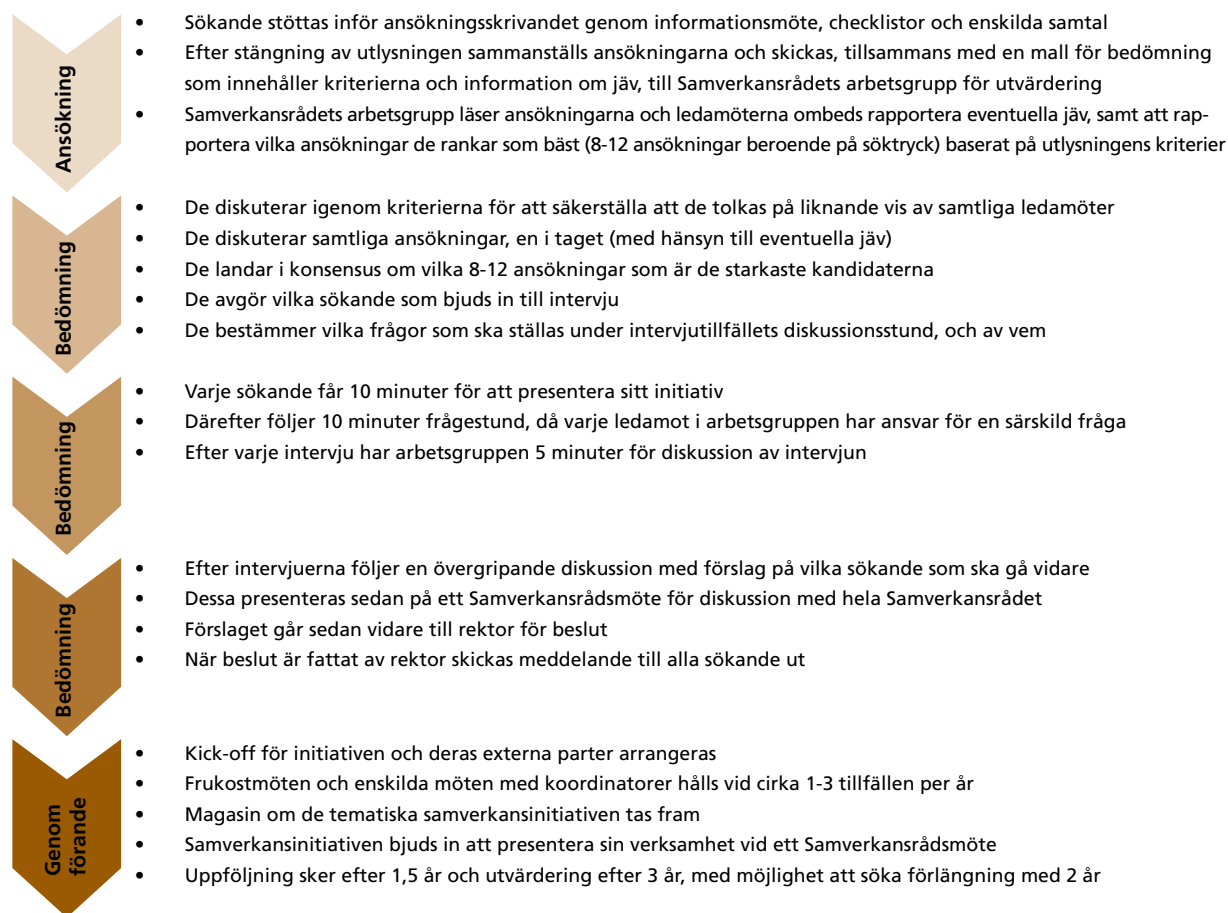 Ansökning
• Sökande stöttas inför ansökningsskrivandet genom informationsmöte, checklistor och enskilda samtal
• Efter stängning av utlysningen sammanställs ansökningarna och skickas, tillsammans med en mall för bedömning
som innehåller kriterierna och information om jäv, till Samverkansrådets arbetsgrupp för utvärdering
• Samverkansrådets arbetsgrupp läser ansökningarna och ledamöterna ombeds rapportera eventuella jäv, samt att rap-
portera vilka ansökningar de rankar som bäst (8-12 ansökningar beroende på söktryck) baserat på utlysningens kriterier
Bedömning
• De diskuterar igenom kriterierna för att säkerställa att de tolkas på liknande vis av samtliga ledamöter
• De diskuterar samtliga ansökningar, en i taget (med hänsyn till eventuella jäv)
• De landar i konsensus om vilka 8-12 ansökningar som är de starkaste kandidaterna
• De avgör vilka sökande som bjuds in till intervju
• De bestämmer vilka frågor som ska ställas under intervjutillfällets diskussionsstund, och av vem
Bedömning
• Varje sökande får 10 minuter för att presentera sitt initiativ
• Därefter följer 10 minuter frågestund, då varje ledamot i arbetsgruppen har ansvar för en särskild fråga
• Efter varje intervju har arbetsgruppen 5 minuter för diskussion av intervjun
Bedömning
• Efter intervjuerna följer en övergripande diskussion med förslag på vilka sökande som ska gå vidare
• Dessa presenteras sedan på ett Samverkansrådsmöte för diskussion med hela Samverkansrådet
• Förslaget går sedan vidare till rektor för beslut
• När beslut är fattat av rektor skickas meddelande till alla sökande ut
Genom
förande
• Kick-off för initiativen och deras externa parter arrangeras
• Frukostmöten och enskilda möten med koordinatorer hålls vid cirka 1-3 tillfällen per år
• Magasin om de tematiska samverkansinitiativen tas fram
• Samverkansinitiativen bjuds in att presentera sin verksamhet vid ett Samverkansrådsmöte
• Uppföljning sker efter 1,5 år och utvärdering efter 3 år, med möjlighet att söka förlängning med 2 år